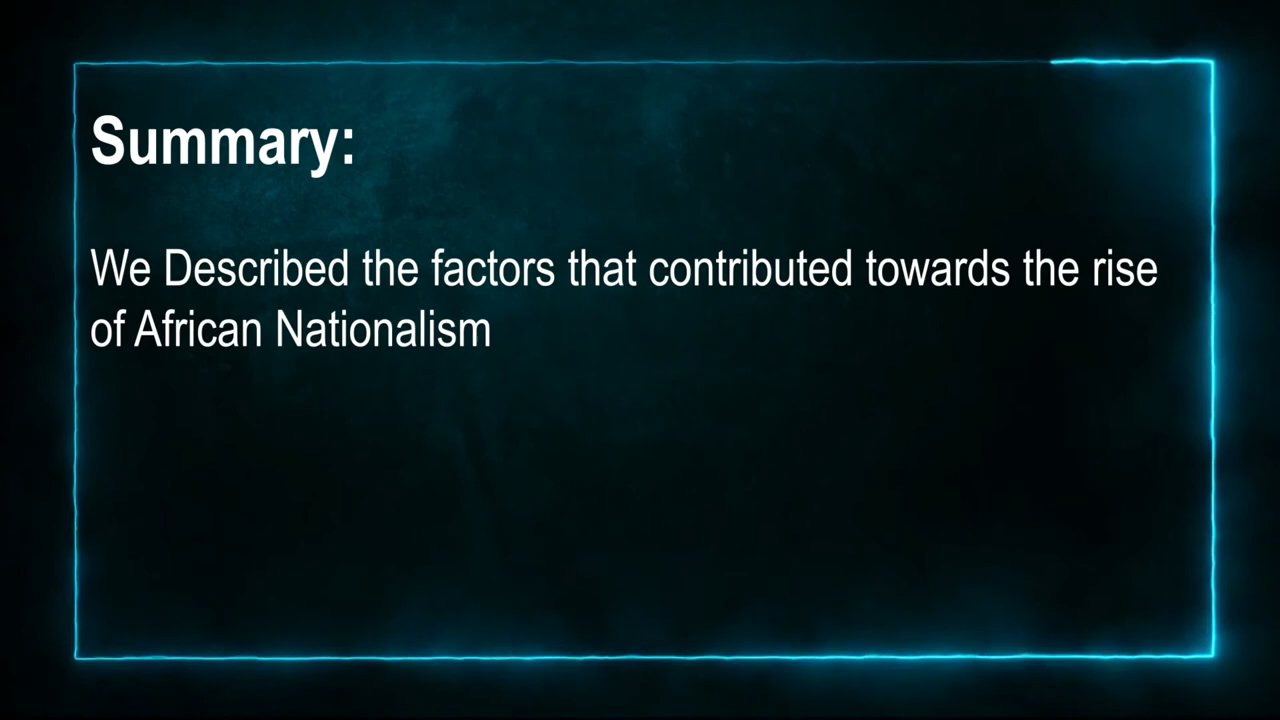 Summary:
We Described the factors that contributed towards the rise
of African Nationalism